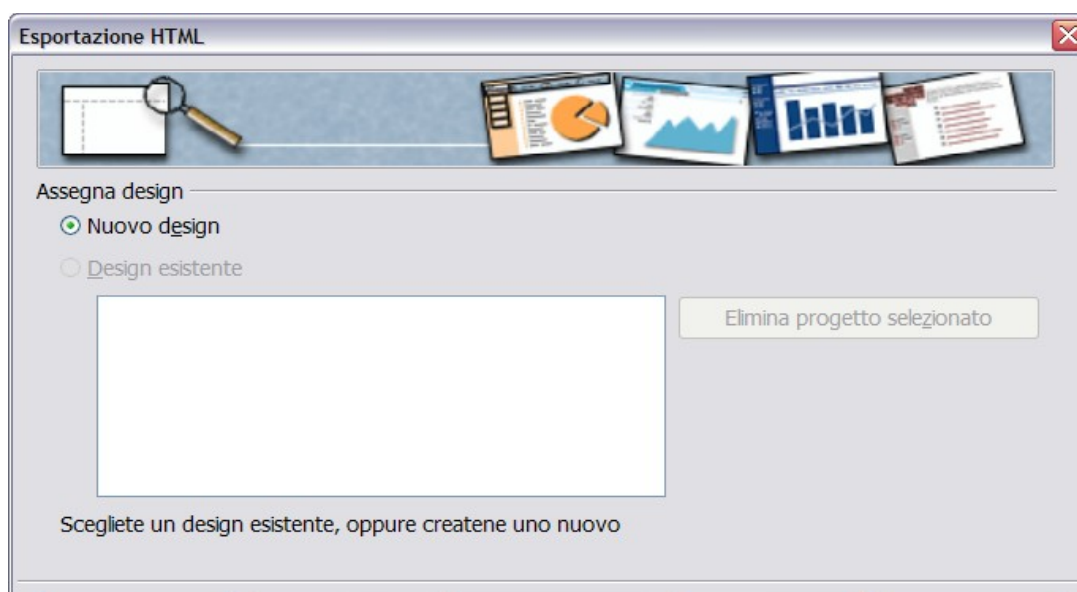 Esportazione HTML
Assegna design
Nuovo design
Design esistente
Elimina progetto selezionato
Scegliete un design esistente, oppure createne uno nuovo